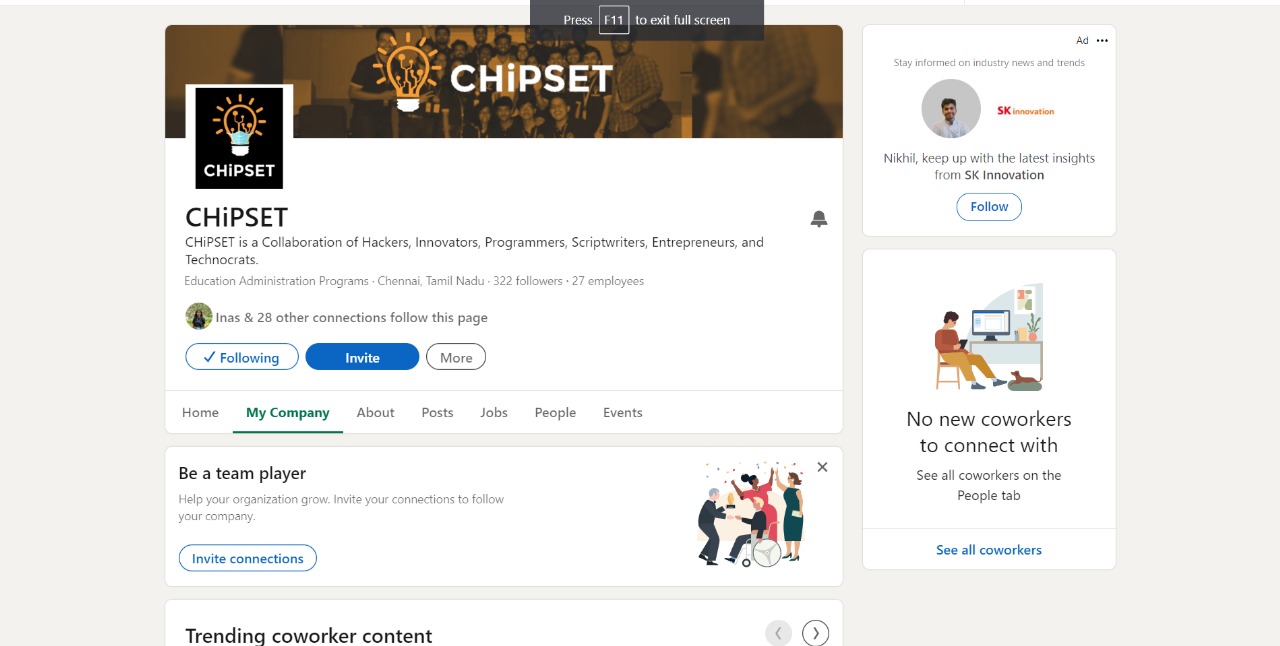 Press F11 to exit full screen
CHiPSET
CHiPSET
CHiPSET
CHiPSET is a Collaboration of Hackers, Innovators, Programmers, Scriptwriters, Entrepreneurs, and
Technocrats.
Education Administration Programs · Chennai, Tamil Nadu · 322 followers · 27 employees
Inas & 28 other connections follow this page
Following
Invite
More
Home
My Company
About
Posts
Jobs
People
Events
Be a team player
Help your organization grow. Invite your connections to follow
your company.
Invite connections
Trending coworker content
Ad
Stay informed on industry news and trends
SK innovation
Nikhil, keep up with the latest insights
from SK Innovation
Follow
No new coworkers
to connect with
See all coworkers on the
People tab
See all coworkers